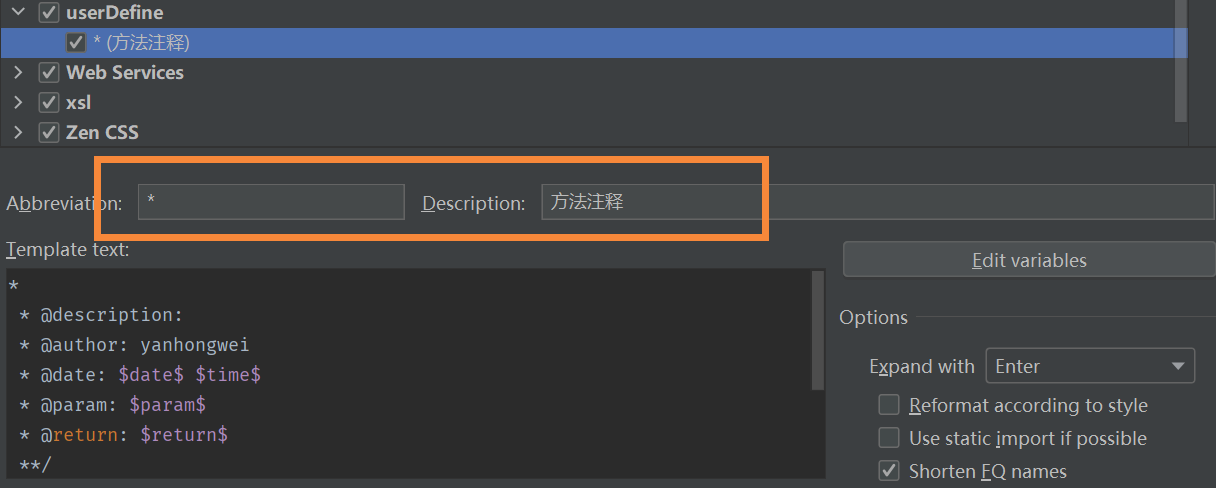 userDefine
* (方法注释)
Web Services
xsl
Zen CSS
Abbreviation: * Description: 方法注释
Template text:
Edit variables
*
* @description:
* @author: yanhongwei
* @date: $date$ $time$
* @param: $param$
* @return: $return$
**/
Options
Expand with Enter
Reformat according to style
Use static import if possible
Shorten FQ names